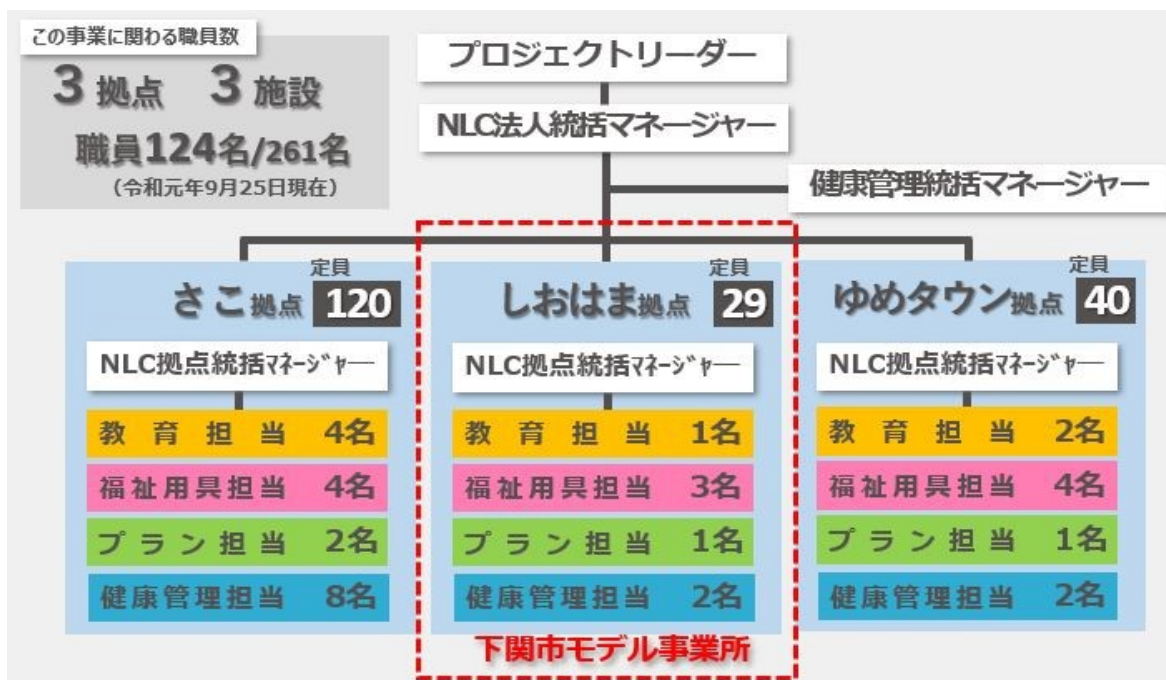 この事業に関わる職員数
3拠点 3施設
職員124名/261名
（令和元年9月25日現在）
プロジェクトリーダー
NLC法人統括マネージャー
健康管理統括マネージャー
定員
さこ拠点 120
NLC拠点統括ﾏﾈｰｼﾞｬｰ
教育担当 4名
福祉用具担当 4名
プラン担当 2名
健康管理担当 8名
定員
しおはま拠点 29
NLC拠点統括ﾏﾈｰｼﾞｬｰ
教育担当 1名
福祉用具担当 3名
プラン担当 1名
健康管理担当 2名
下関市モデル事業所
定員
ゆめタウン拠点 40
NLC拠点統括ﾏﾈｰｼﾞｬｰ
教育担当 2名
福祉用具担当 4名
プラン担当 1名
健康管理担当 2名